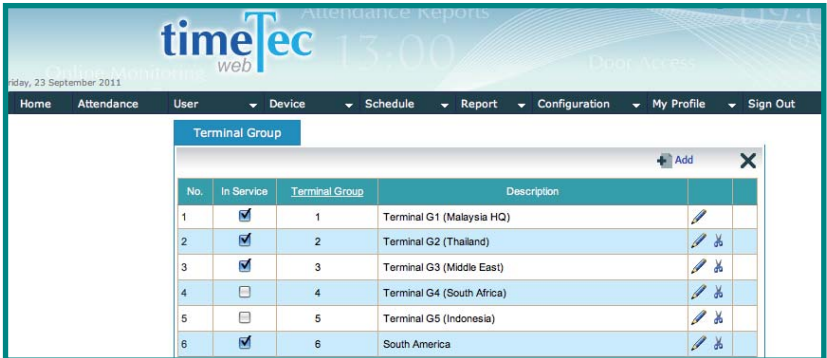 Attendance Reports
timeTec
web
13:00
Online Monitoring
Door Access
riday, 23 September 2011
Home Attendance User Device Schedule Report Configuration My Profile Sign Out
Terminal Group
Add
No. In Service Terminal Group Description
1 1 Terminal G1 (Malaysia HQ)
2 2 Terminal G2 (Thailand)
3 3 Terminal G3 (Middle East)
4 4 Terminal G4 (South Africa)
5 5 Terminal G5 (Indonesia)
6 6 South America